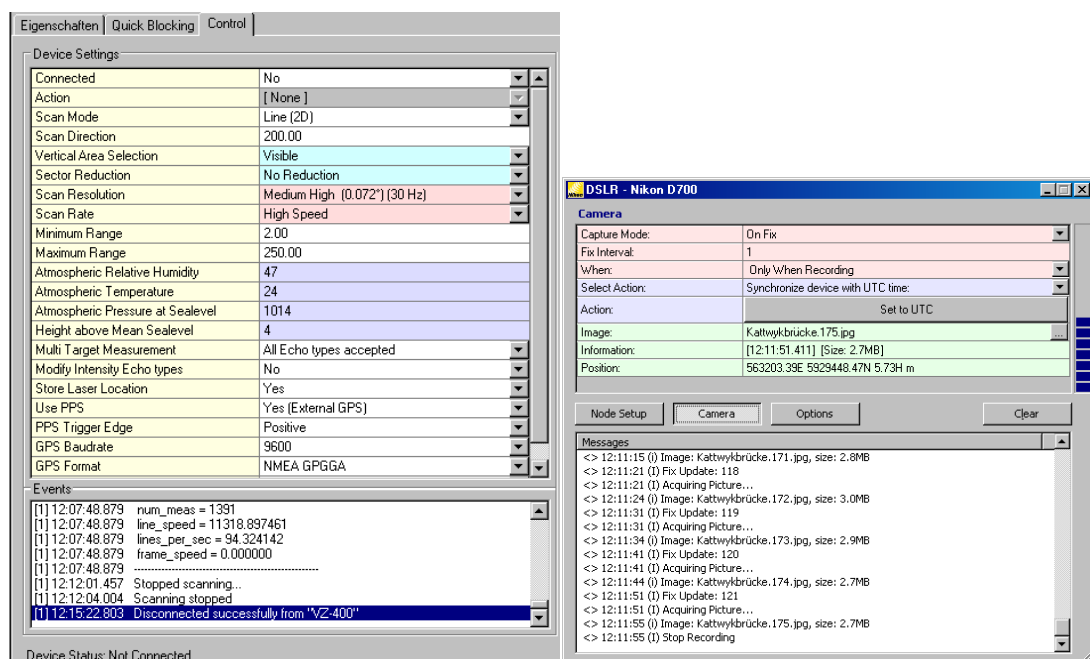 Eigenschaften Quick Blocking Control
Device Settings
Connected No
Action [ None ]
Scan Mode Line (2D)
Scan Direction 200.00
Vertical Area Selection Visible
Sector Reduction No Reduction
Scan Resolution Medium High (0.072°) (30 Hz)
Scan Rate High Speed
Minimum Range 2.00
Maximum Range 250.00
Atmospheric Relative Humidity 47
Atmospheric Temperature 24
Atmospheric Pressure at Sealevel 1014
Height above Mean Sealevel 4
Multi Target Measurement All Echo types accepted
Modify Intensity Echo types No
Store Laser Location Yes
Use PPS Yes (External GPS)
PPS Trigger Edge Positive
GPS Baudrate 9600
GPS Format NMEA GPGGA
Events
[1] 12:07:48.879 num_meas = 1391
[1] 12:07:48.879 line_speed = 11318.897461
[1] 12:07:48.879 lines_per_sec = 94.324142
[1] 12:07:48.879 frame_speed = 0.000000
[1] 12:07:48.879 --------------------------------------------------
[1] 12:12:01.457 Stopped scanning...
[1] 12:12:04.004 Scanning stopped
[1] 12:15:22.803 Disconnected successfully from "VZ-400"
Device Status: Not Connected
DSLR - Nikon D700
Camera
Capture Mode: On Fix
Fix Interval: 1
When: Only When Recording
Select Action: Synchronize device with UTC time:
Action: Set to UTC
Image: Kattwykbrücke.175.jpg ...
Information: [12:11:51.411] [Size: 2.7MB]
Position: 563203.39E 5929448.47N 5.73H m
Node Setup Camera Options Clear
Messages
<> 12:11:15 (i) Image: Kattwykbrücke.171.jpg, size: 2.8MB
<> 12:11:21 (I) Fix Update: 118
<> 12:11:21 (I) Acquiring Picture...
<> 12:11:24 (i) Image: Kattwykbrücke.172.jpg, size: 3.0MB
<> 12:11:31 (I) Fix Update: 119
<> 12:11:31 (I) Acquiring Picture...
<> 12:11:34 (i) Image: Kattwykbrücke.173.jpg, size: 2.9MB
<> 12:11:41 (I) Fix Update: 120
<> 12:11:41 (I) Acquiring Picture...
<> 12:11:44 (i) Image: Kattwykbrücke.174.jpg, size: 2.7MB
<> 12:11:51 (I) Fix Update: 121
<> 12:11:51 (I) Acquiring Picture...
<> 12:11:55 (i) Image: Kattwykbrücke.175.jpg, size: 2.7MB
<> 12:11:55 (I) Stop Recording